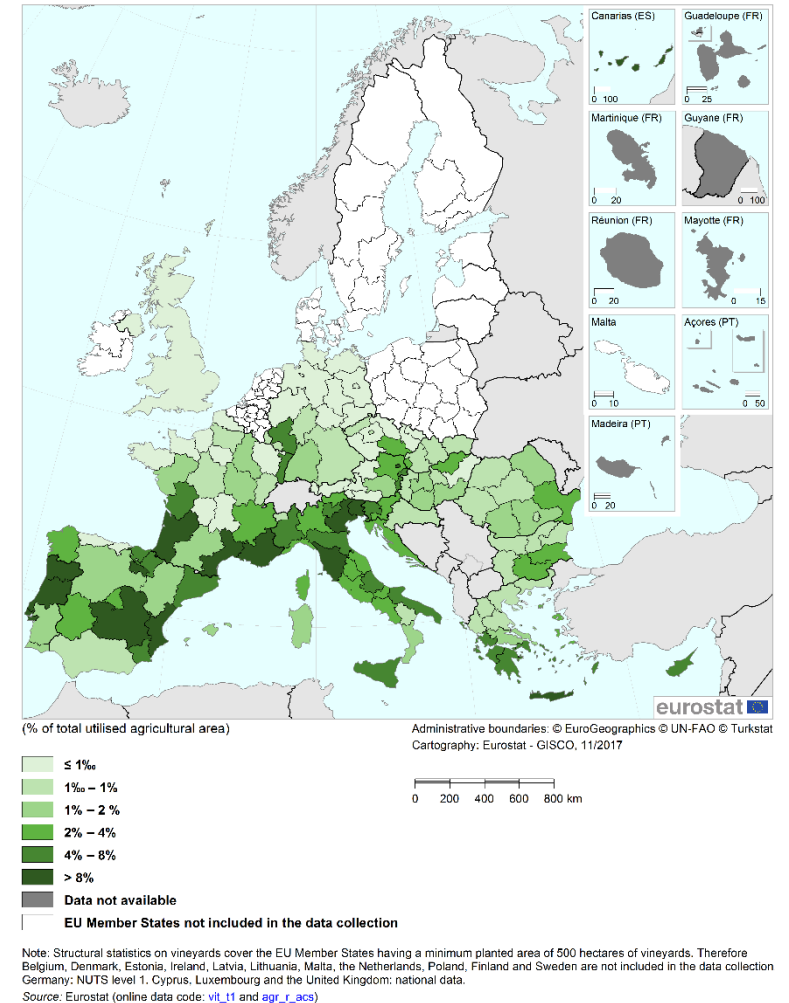 Canarias (ES)
0 100
Guadeloupe (FR)
0 25
Martinique (FR)
0 20
Guyane (FR)
0 100
Réunion (FR)
0 20
Mayotte (FR)
0 15
Malta
0 10
Açores (PT)
0 50
Madeira (PT)
0 20
eurostat
(% of total utilised agricultural area)
Administrative boundaries: © EuroGeographics © UN-FAO © Turkstat
Cartography: Eurostat - GISCO, 11/2017
≤ 1‰
1‰ – 1%
1% – 2 %
2% – 4%
4% – 8%
> 8%
Data not available
EU Member States not included in the data collection
0 200 400 600 800 km
Note: Structural statistics on vineyards cover the EU Member States having a minimum planted area of 500 hectares of vineyards. Therefore
Belgium, Denmark, Estonia, Ireland, Latvia, Lithuania, Malta, the Netherlands, Poland, Finland and Sweden are not included in the data collection
Germany: NUTS level 1. Cyprus, Luxembourg and the United Kingdom: national data.
Source: Eurostat (online data code: vit_t1 and agr_r_acs)